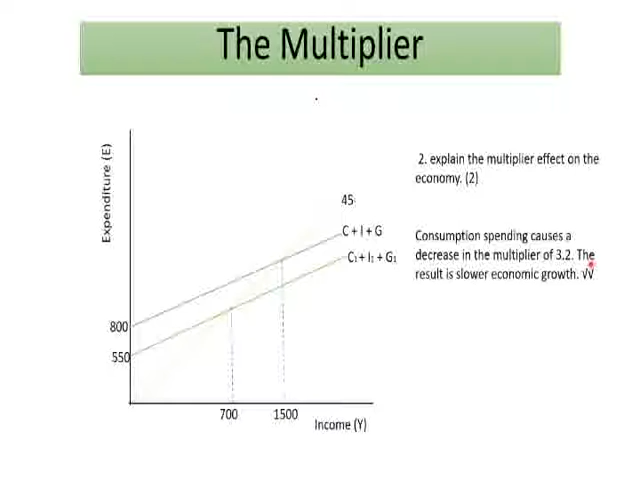 The Multiplier
Expenditure (E)
2. explain the multiplier effect on the
economy. (2)
45
C + I + G
C₁ + I₁ + G₁
Consumption spending causes a
decrease in the multiplier of 3.2. The
result is slower economic growth. √√
800
550
700
1500
Income (Y)